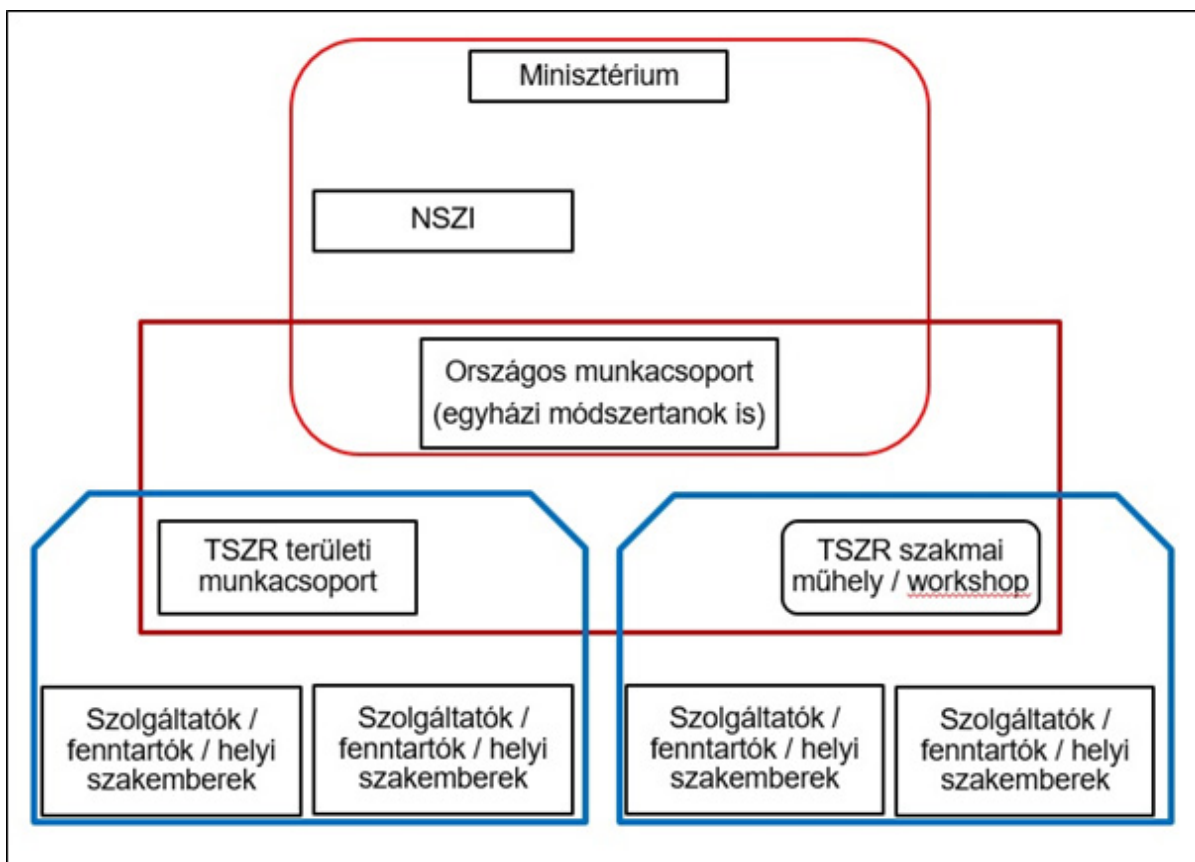 Minisztérium
NSZI
Országos munkacsoport
(egyházi módszertanok is)
TSZR területi
munkacsoport
TSZR szakmai
műhely / workshop
Szolgáltatók /
fenntartók / helyi
szakemberek
Szolgáltatók /
fenntartók / helyi
szakemberek
Szolgáltatók /
fenntartók / helyi
szakemberek
Szolgáltatók /
fenntartók / helyi
szakemberek